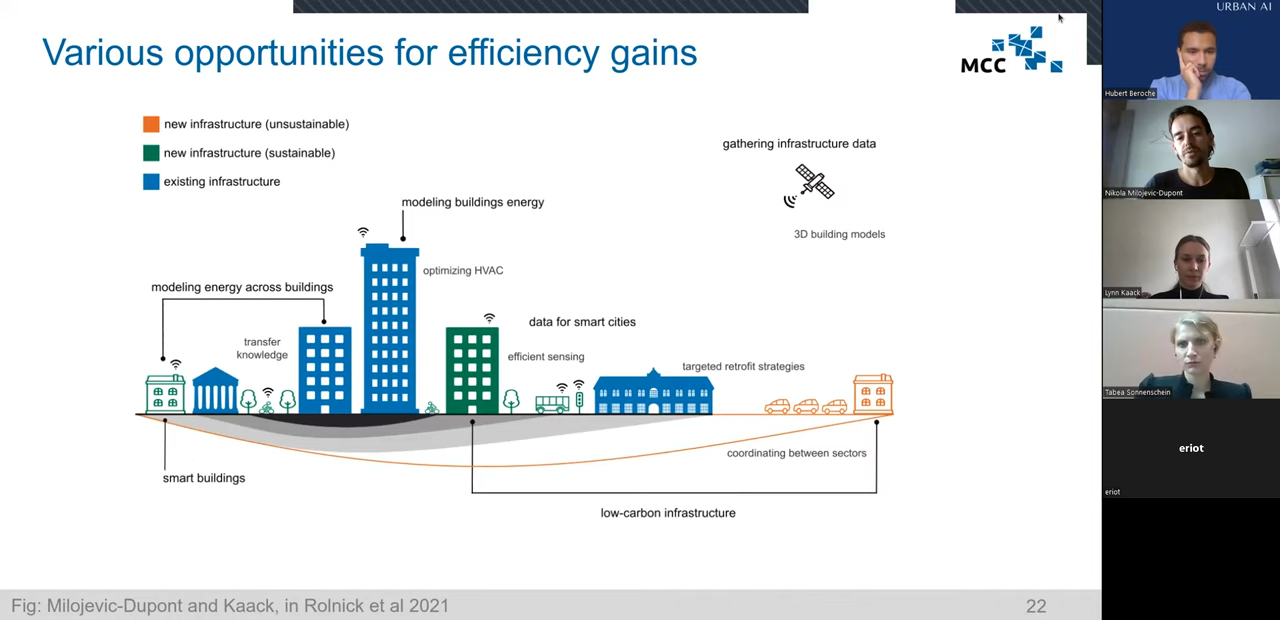 URBAN AI
Various opportunities for efficiency gains
MCC
new infrastructure (unsustainable)
new infrastructure (sustainable)
existing infrastructure
gathering infrastructure data
3D building models
modeling buildings energy
optimizing HVAC
modeling energy across buildings
transfer
knowledge
data for smart cities
efficient sensing
targeted retrofit strategies
coordinating between sectors
smart buildings
low-carbon infrastructure
Fig: Milojevic-Dupont and Kaack, in Rolnick et al 2021
22
Hubert Beroche
Nikola Milojevic-Dupont
Lynn Kaack
Tabea Sonnenschein
eriot
eriot